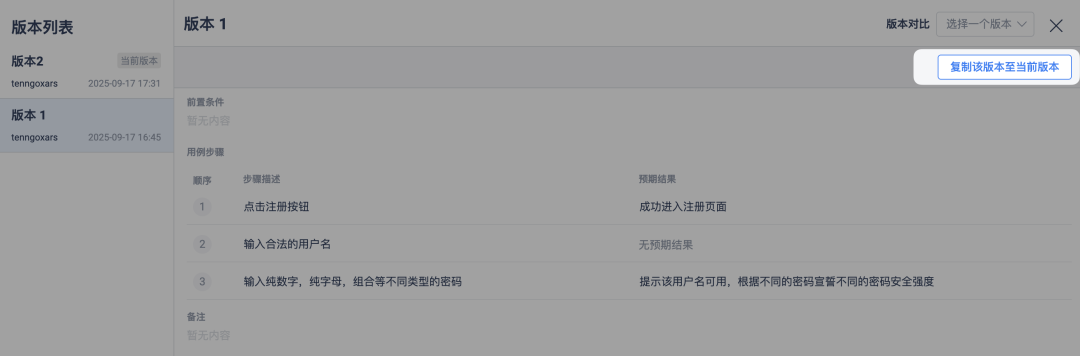 版本列表
版本2 当前版本
tenngoxars 2025-09-17 17:31
版本 1
tenngoxars 2025-09-17 16:45
版本 1 版本对比 选择一个版本
复制该版本至当前版本
前置条件
暂无内容
用例步骤
顺序 步骤描述 预期结果
1 点击注册按钮 成功进入注册页面
2 输入合法的用户名 无预期结果
3 输入纯数字，纯字母，组合等不同类型的密码 提示该用户名可用，根据不同的密码宣誓不同的密码安全强度
备注
暂无内容